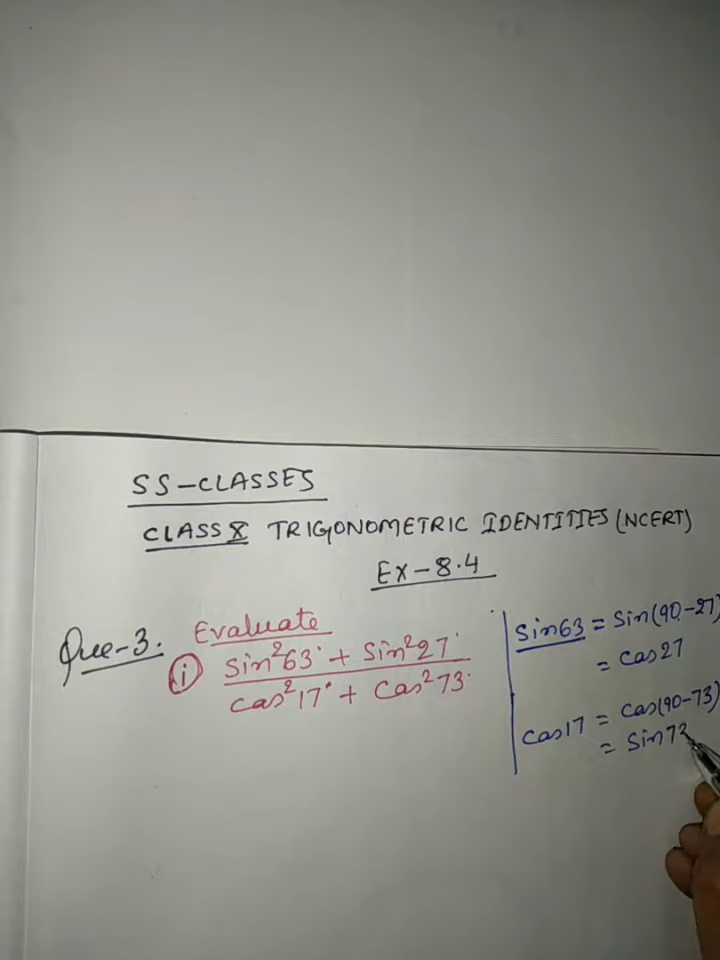 SS-CLASSES
CLASS X TRIGONOMETRIC IDENTITIES (NCERT)
EX-8.4
Que-3. Evaluate
(i) sin²63° + sin²27°
cos²17° + cos²73°
sin63 = sin(90-27)
= cos27
cos17 = cos(90-73)
= sin73